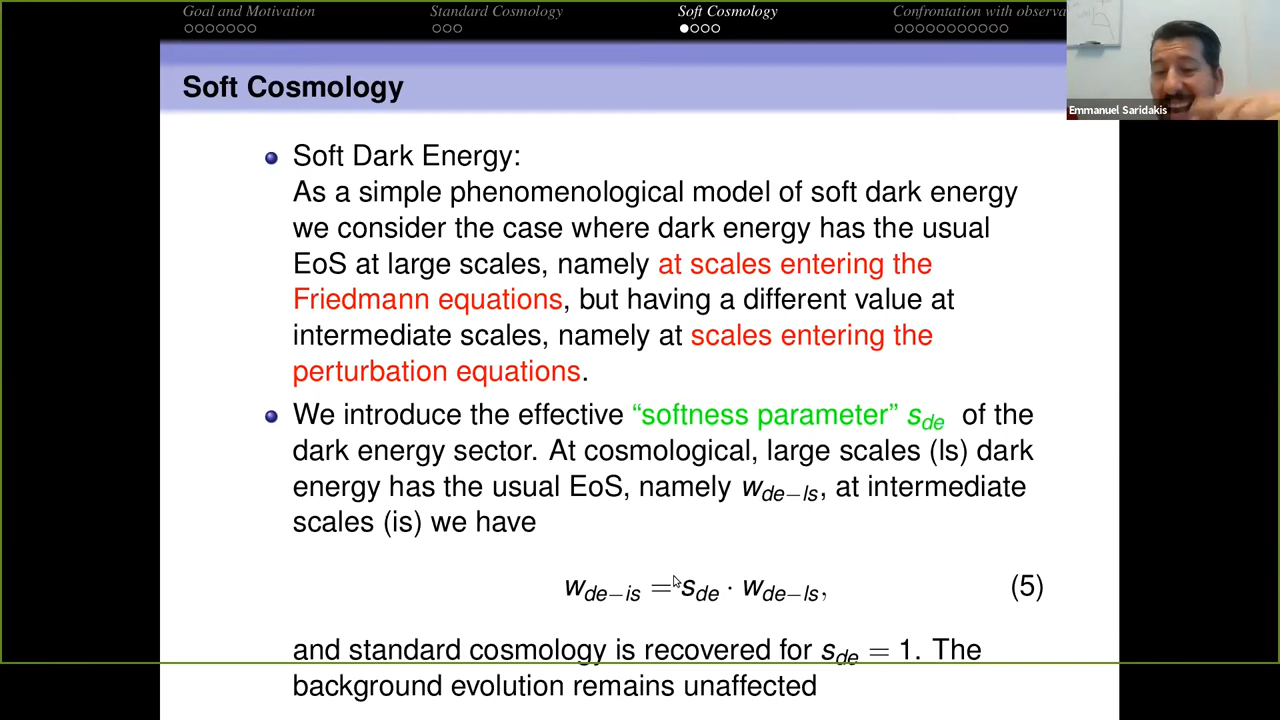 Goal and Motivation Standard Cosmology Soft Cosmology Confrontation with observa
Emmanuel Saridakis
Soft Cosmology
Soft Dark Energy:
As a simple phenomenological model of soft dark energy
we consider the case where dark energy has the usual
EoS at large scales, namely at scales entering the
Friedmann equations, but having a different value at
intermediate scales, namely at scales entering the
perturbation equations.
We introduce the effective “softness parameter” s_de of the
dark energy sector. At cosmological, large scales (ls) dark
energy has the usual EoS, namely w_de−ls, at intermediate
scales (is) we have
w_de−is = s_de · w_de−ls, (5)
and standard cosmology is recovered for s_de = 1. The
background evolution remains unaffected